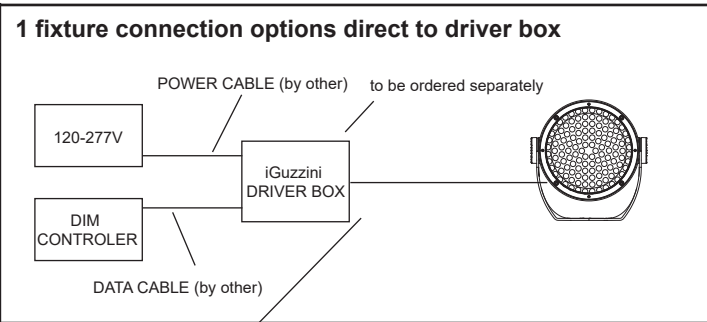 1 fixture connection options direct to driver box
POWER CABLE (by other)
to be ordered separately
120-277V
iGuzzini
DRIVER BOX
DIM
CONTROLER
DATA CABLE (by other)